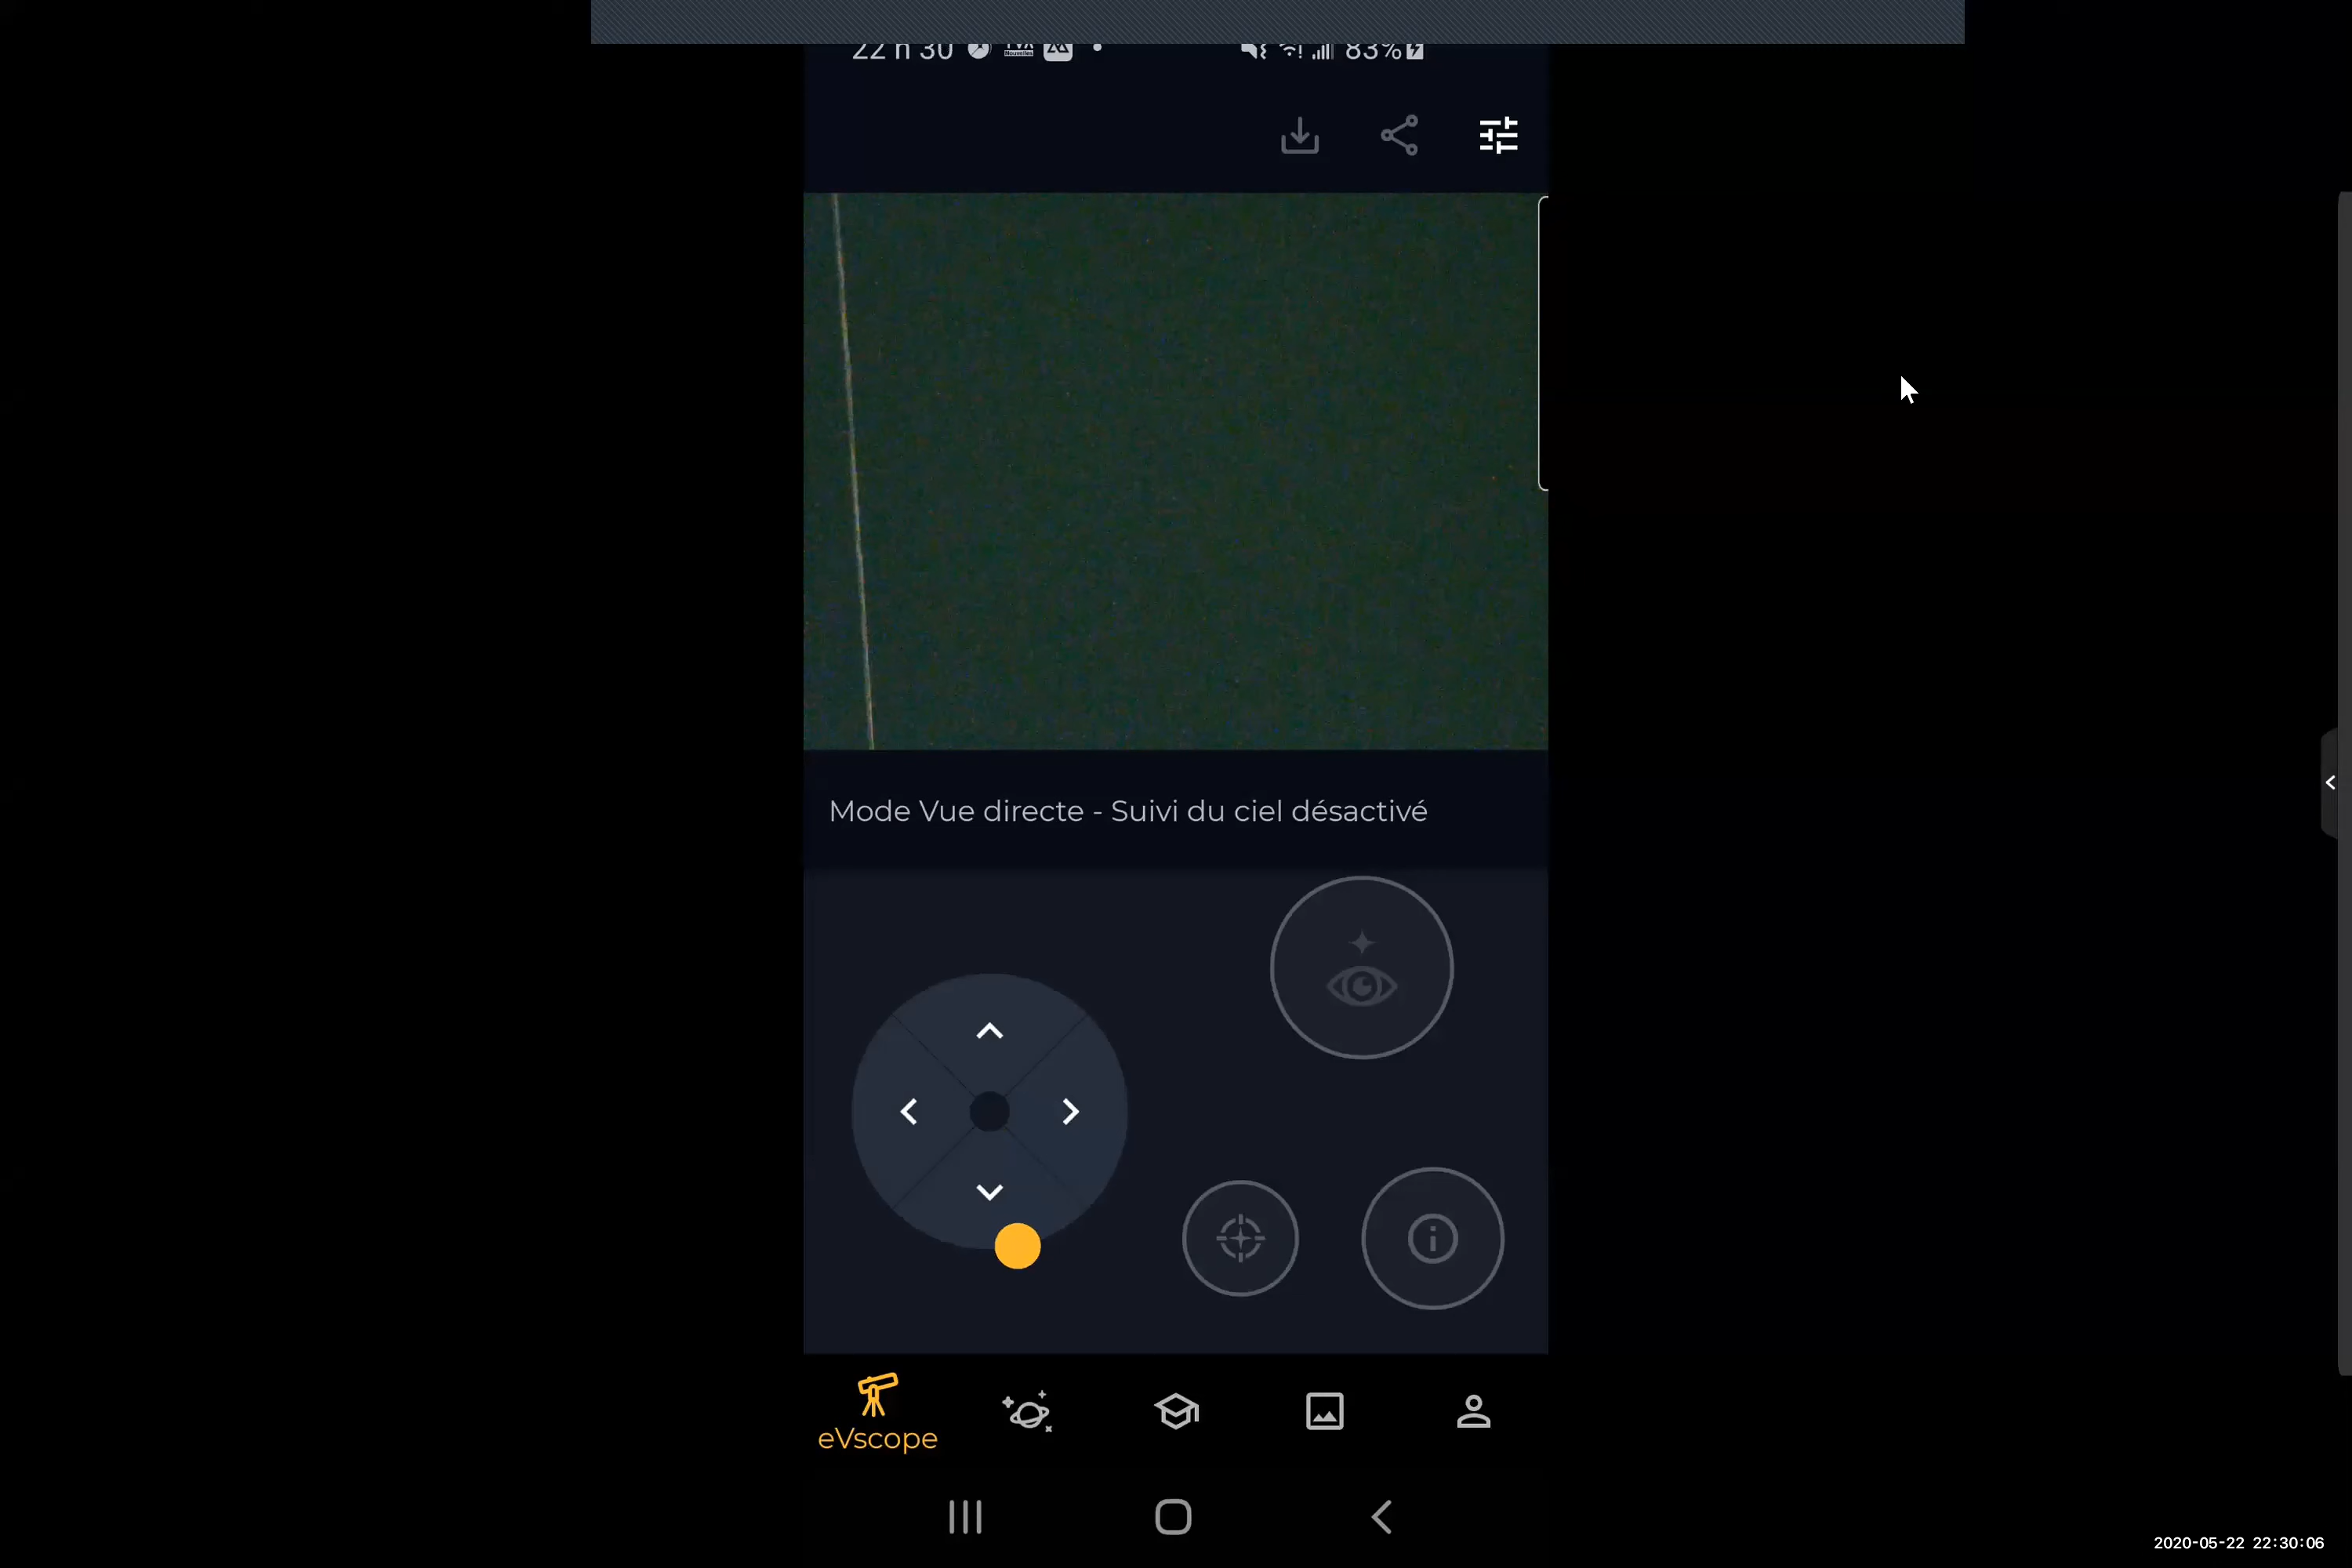 22 h 30 83%
Mode Vue directe - Suivi du ciel désactivé
eVscope
2020-05-22 22:30:06